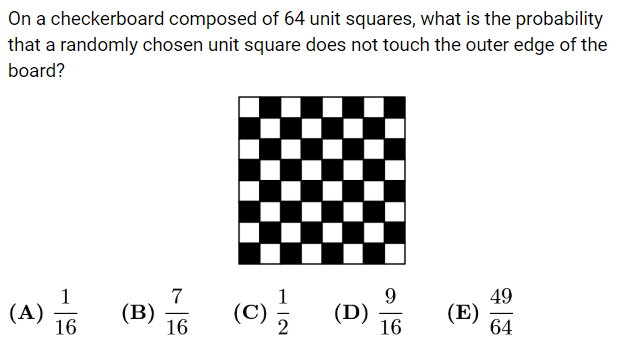 On a checkerboard composed of 64 unit squares, what is the probability
that a randomly chosen unit square does not touch the outer edge of the
board?
(A) 1/16 (B) 7/16 (C) 1/2 (D) 9/16 (E) 49/64